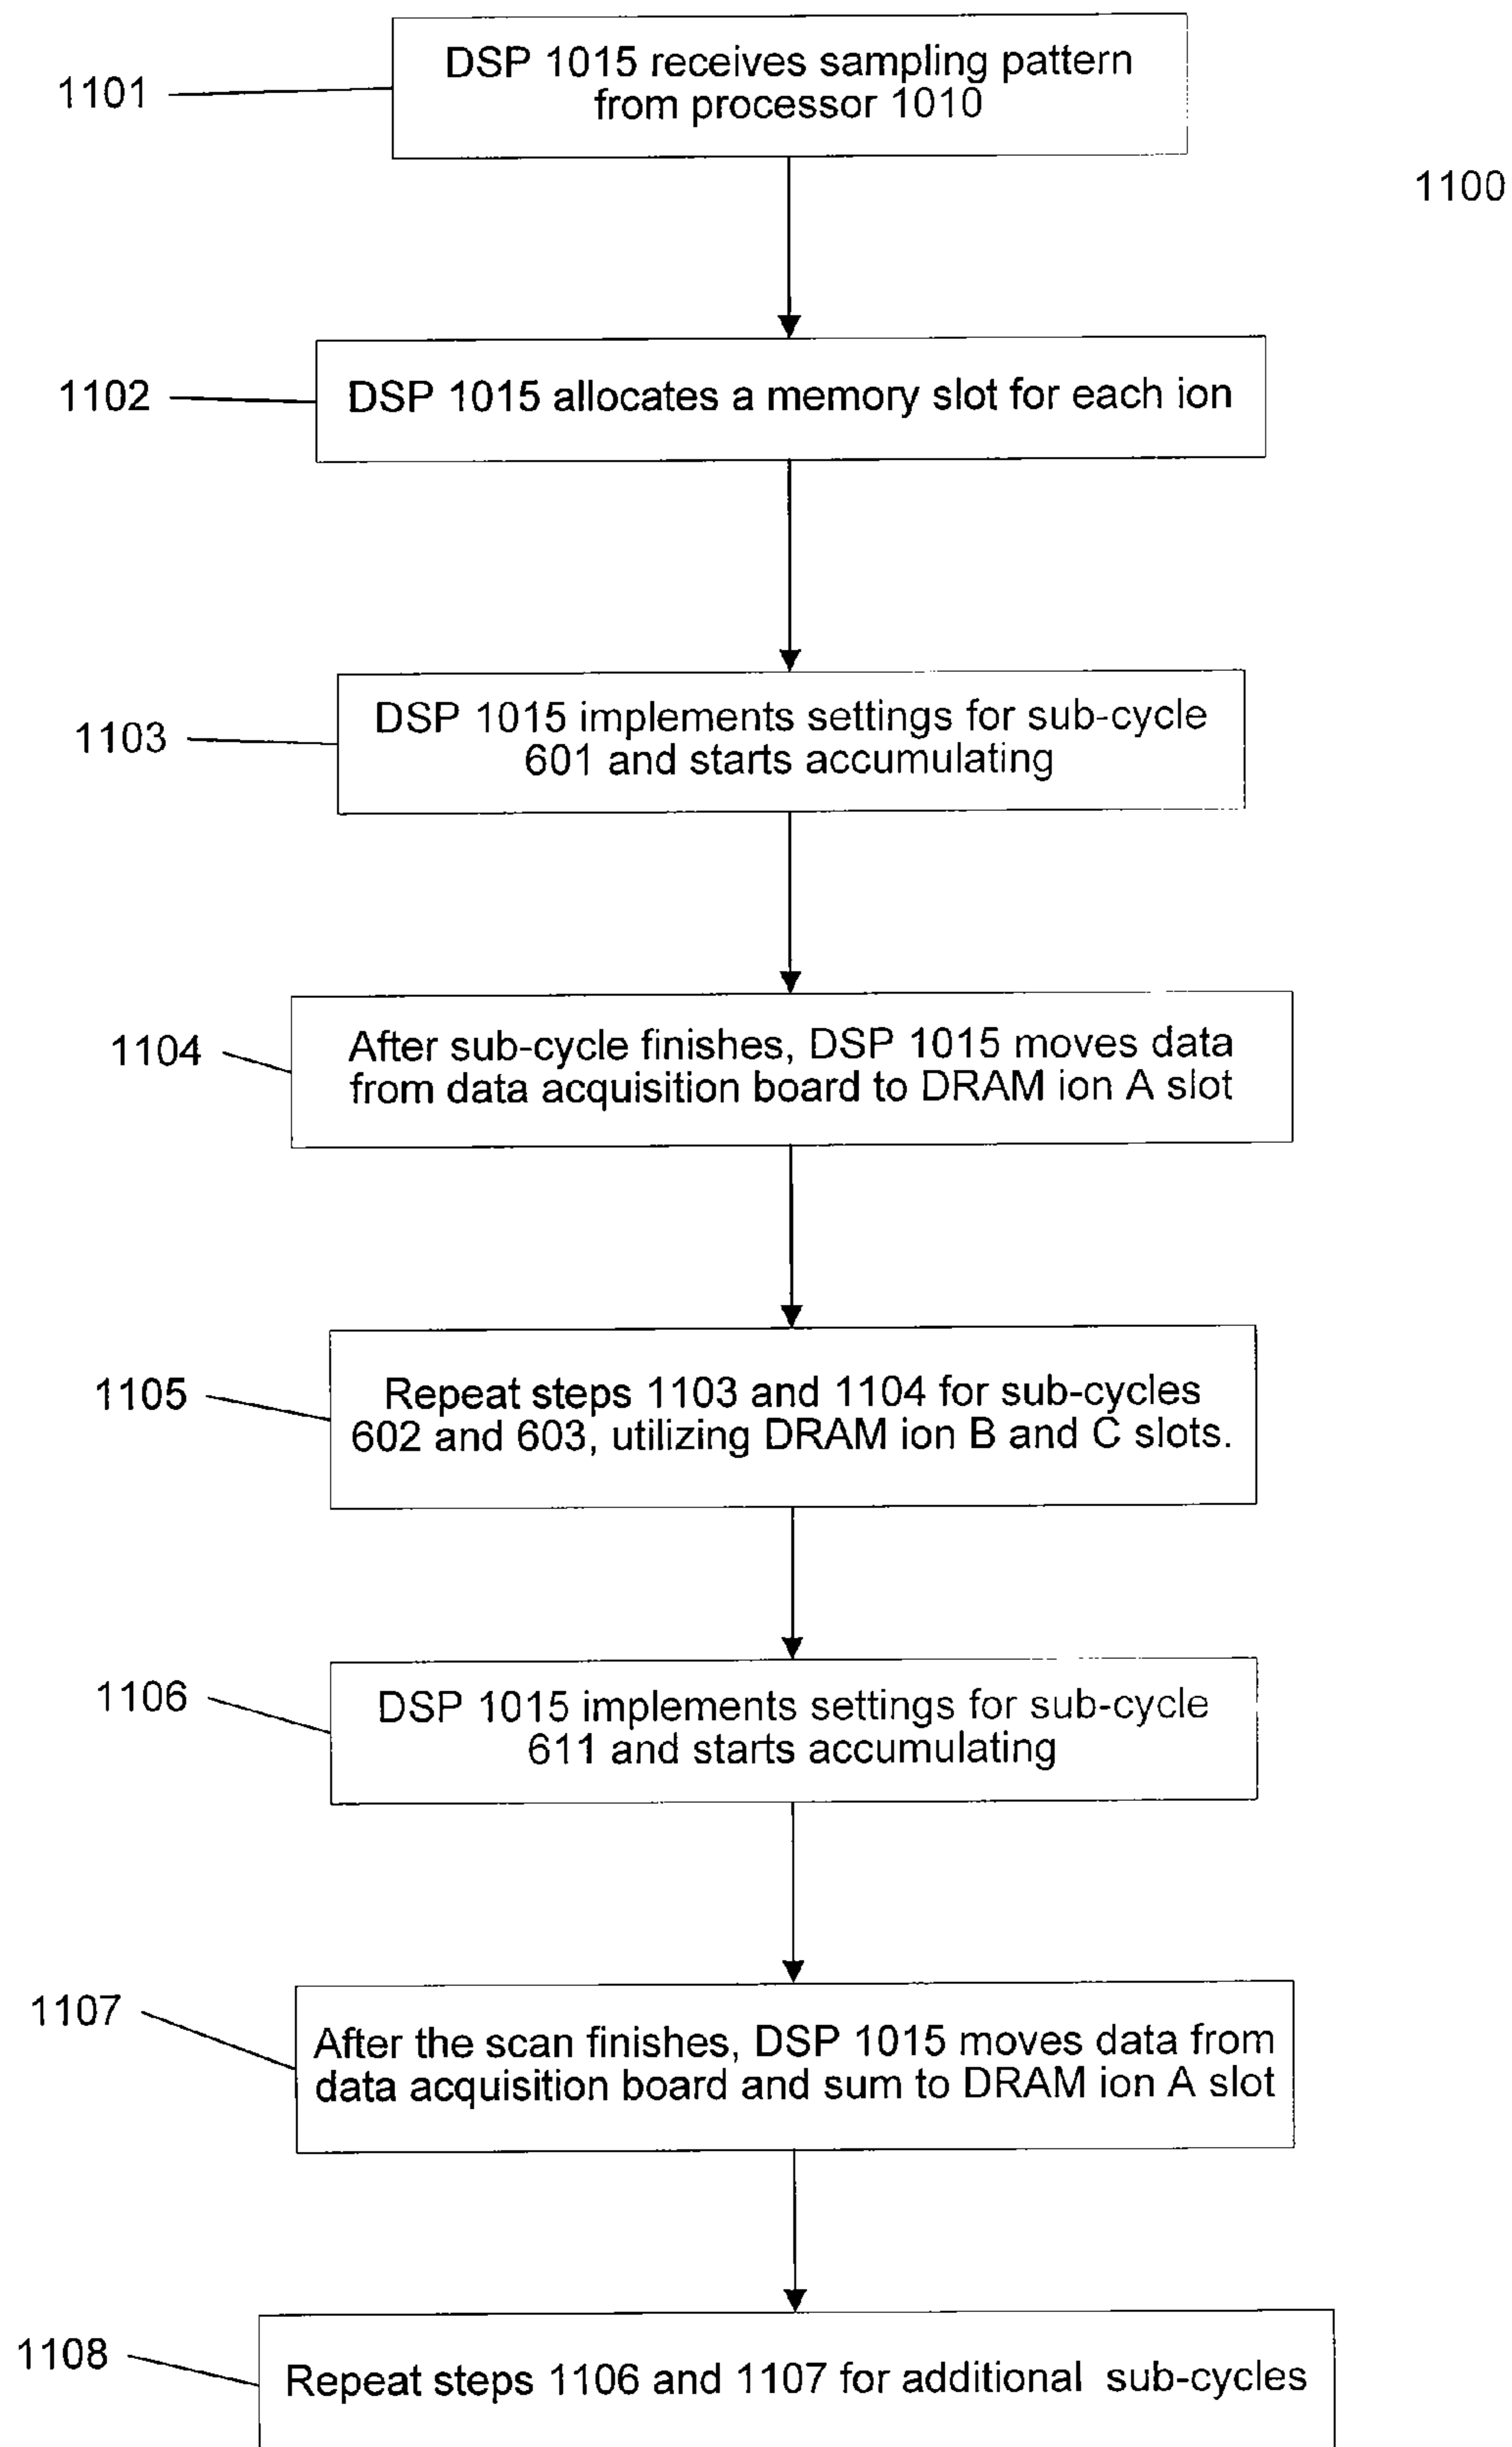 1101
DSP 1015 receives sampling pattern
from processor 1010
1100
1102
DSP 1015 allocates a memory slot for each ion
1103
DSP 1015 implements settings for sub-cycle
601 and starts accumulating
1104
After sub-cycle finishes, DSP 1015 moves data
from data acquisition board to DRAM ion A slot
1105
Repeat steps 1103 and 1104 for sub-cycles
602 and 603, utilizing DRAM ion B and C slots.
1106
DSP 1015 implements settings for sub-cycle
611 and starts accumulating
1107
After the scan finishes, DSP 1015 moves data from
data acquisition board and sum to DRAM ion A slot
1108
Repeat steps 1106 and 1107 for additional sub-cycles